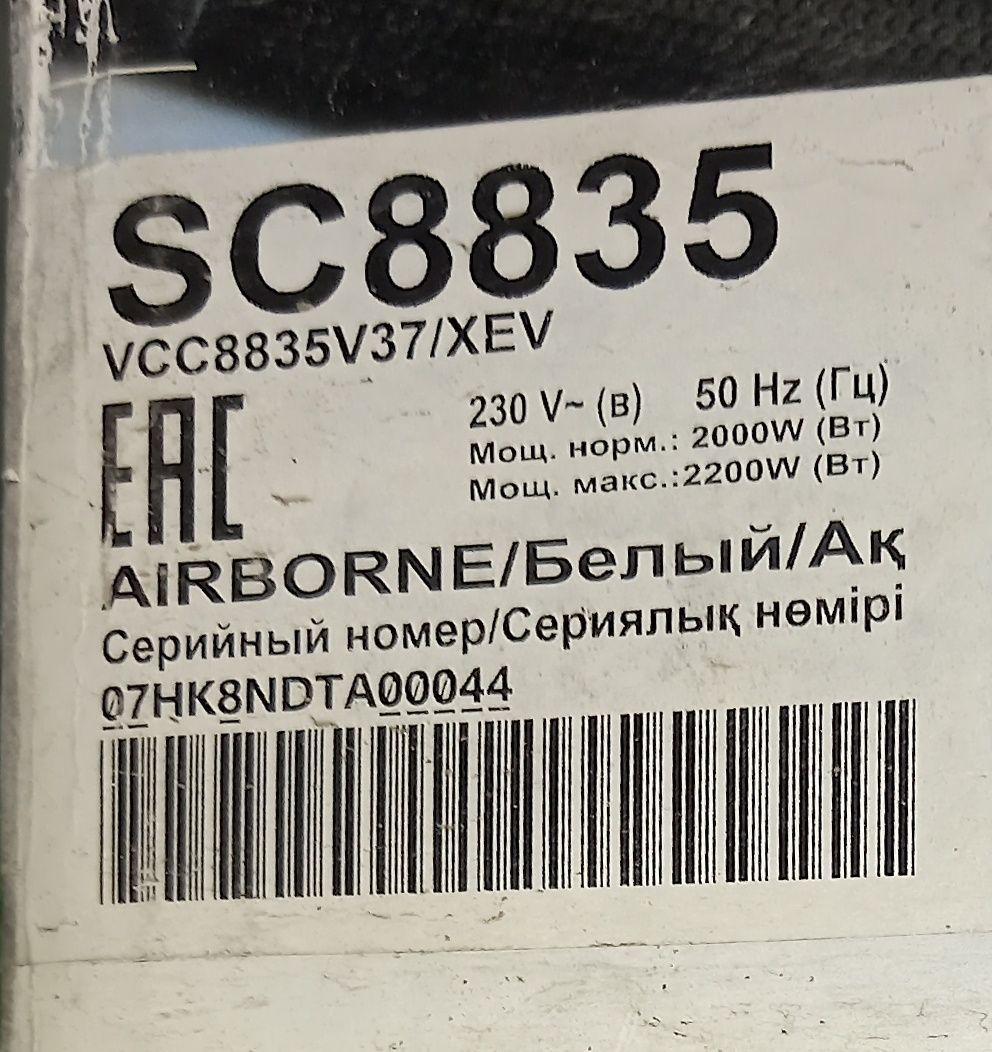 SC8835
VCC8835V37/XEV
EAC
230 V~ (в) 50 Hz (Гц)
Мощ. норм.: 2000W (Вт)
Мощ. макс.:2200W (Вт)
AIRBORNE/Белый/Ақ
Серийный номер/Сериялық нөмірі
07HK8NDTA00044